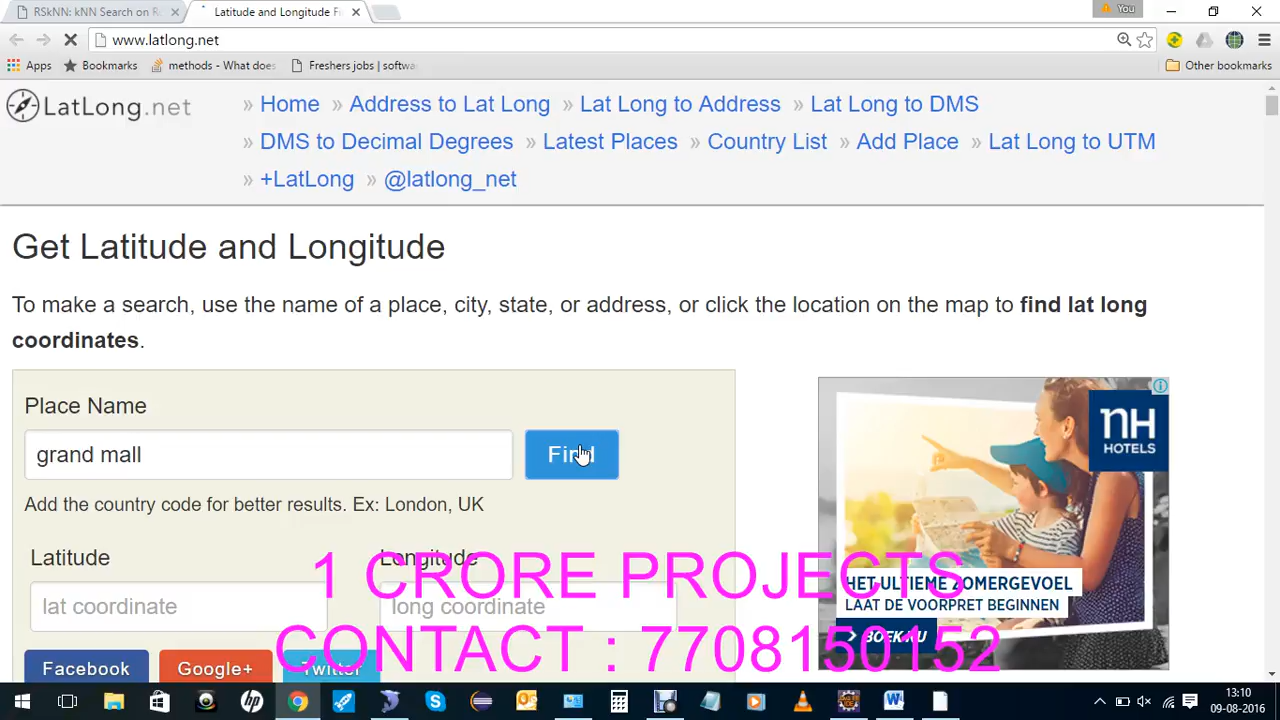 RSkNN: kNN Search on R
Latitude and Longitude F
You
www.latlong.net
Apps
Bookmarks
methods - What does
Freshers jobs | softwa
Other bookmarks
LatLong.net
» Home » Address to Lat Long » Lat Long to Address » Lat Long to DMS
» DMS to Decimal Degrees » Latest Places » Country List » Add Place » Lat Long to UTM
» +LatLong » @latlong_net
Get Latitude and Longitude
To make a search, use the name of a place, city, state, or address, or click the location on the map to find lat long
coordinates.
Place Name
grand mall
Find
Add the country code for better results. Ex: London, UK
Latitude
Longitude
lat coordinate
long coordinate
Facebook
Google+
Twitter
nH
HOTELS
HET ULTIEME ZOMERGEVOEL
LAAT DE VOORPRET BEGINNEN
> BOEK NU
1 CRORE PROJECTS
CONTACT : 7708150152
13:10
09-08-2016